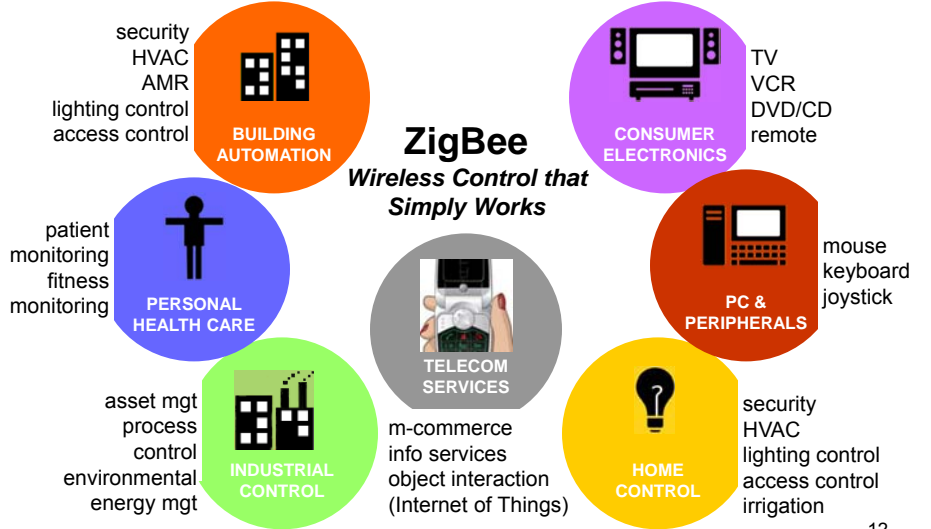 security
HVAC
AMR
lighting control
access control
BUILDING
AUTOMATION
ZigBee
Wireless Control that
Simply Works
CONSUMER
ELECTRONICS
TV
VCR
DVD/CD
remote
patient
monitoring
fitness
monitoring
PERSONAL
HEALTH CARE
TELECOM
SERVICES
m-commerce
info services
object interaction
(Internet of Things)
PC &
PERIPHERALS
mouse
keyboard
joystick
asset mgt
process
control
environmental
energy mgt
INDUSTRIAL
CONTROL
HOME
CONTROL
security
HVAC
lighting control
access control
irrigation